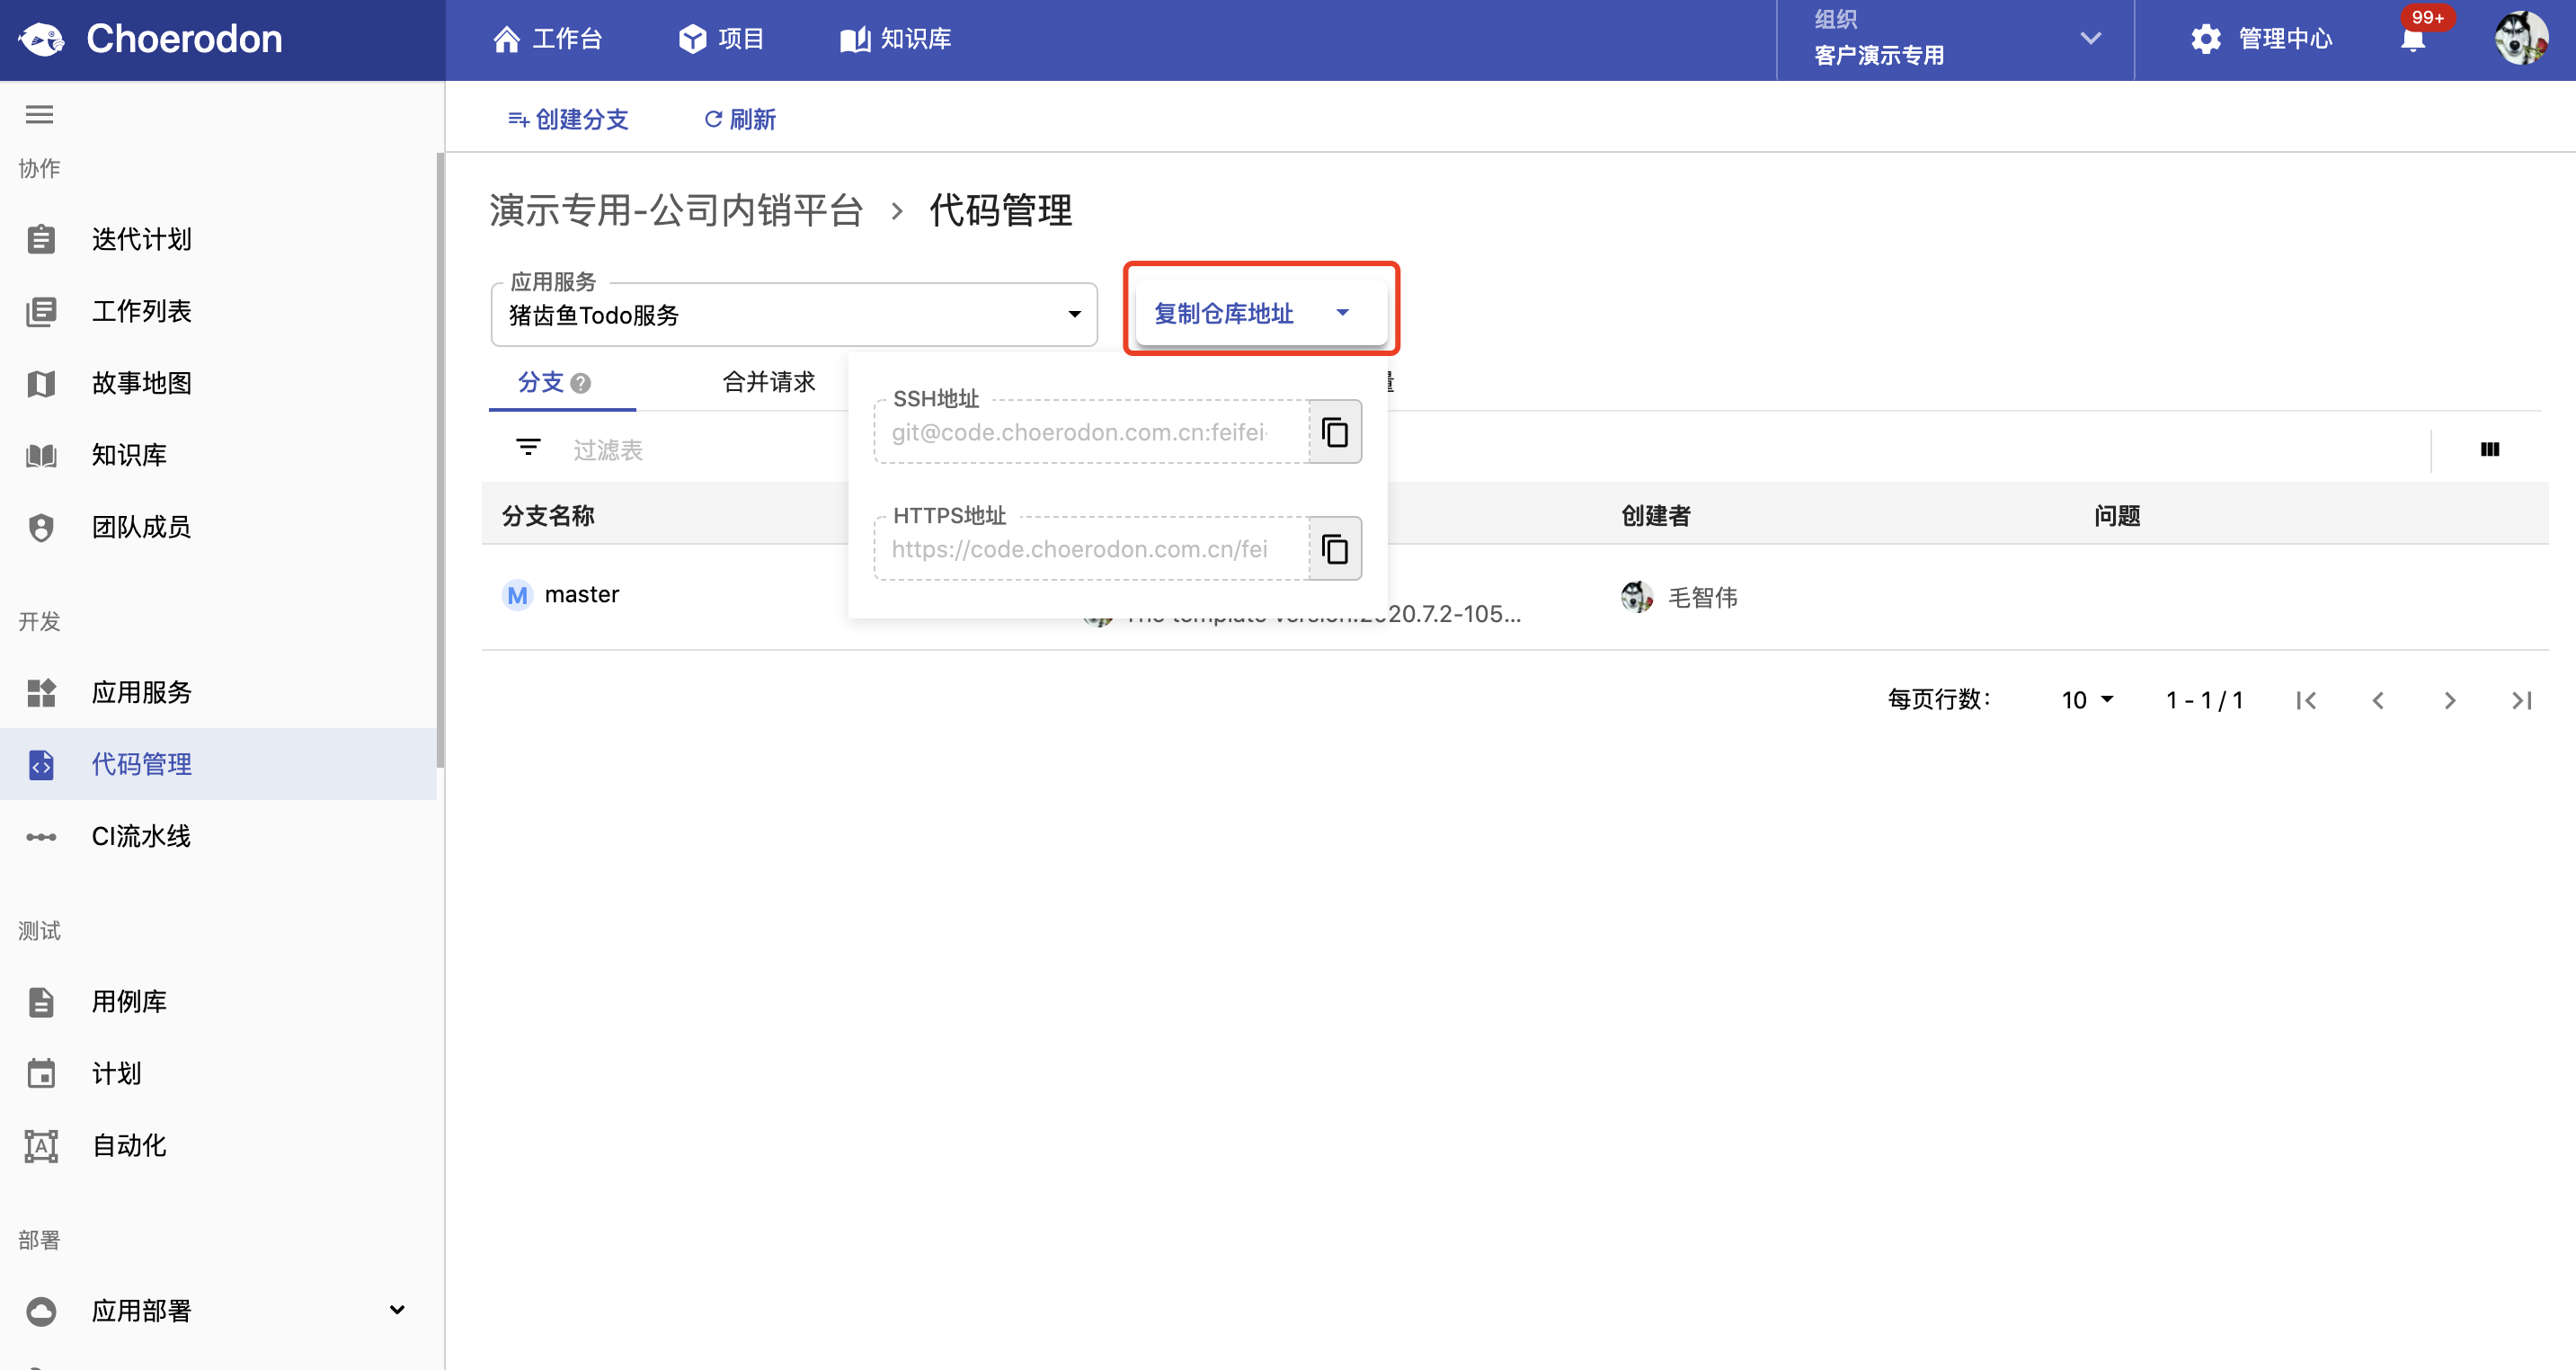 Choerodon
工作台
项目
知识库
组织
客户演示专用
管理中心
99+
创建分支
刷新
协作
迭代计划
工作列表
故事地图
知识库
团队成员
开发
应用服务
代码管理
CI流水线
测试
用例库
计划
自动化
部署
应用部署
演示专用-公司内销平台 › 代码管理
应用服务
猪齿鱼Todo服务
复制仓库地址
分支
合并请求
SSH地址
git@code.choerodon.com.cn:feifei-
HTTPS地址
https://code.choerodon.com.cn/fei
过滤表
分支名称
创建者
问题
M master
The template version:2020.7.2-105...
毛智伟
每页行数：
10
1 - 1 / 1